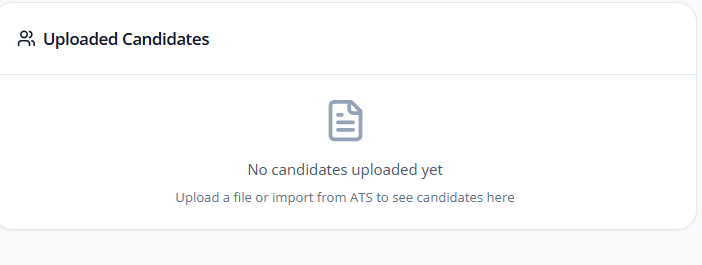 Uploaded Candidates
No candidates uploaded yet
Upload a file or import from ATS to see candidates here